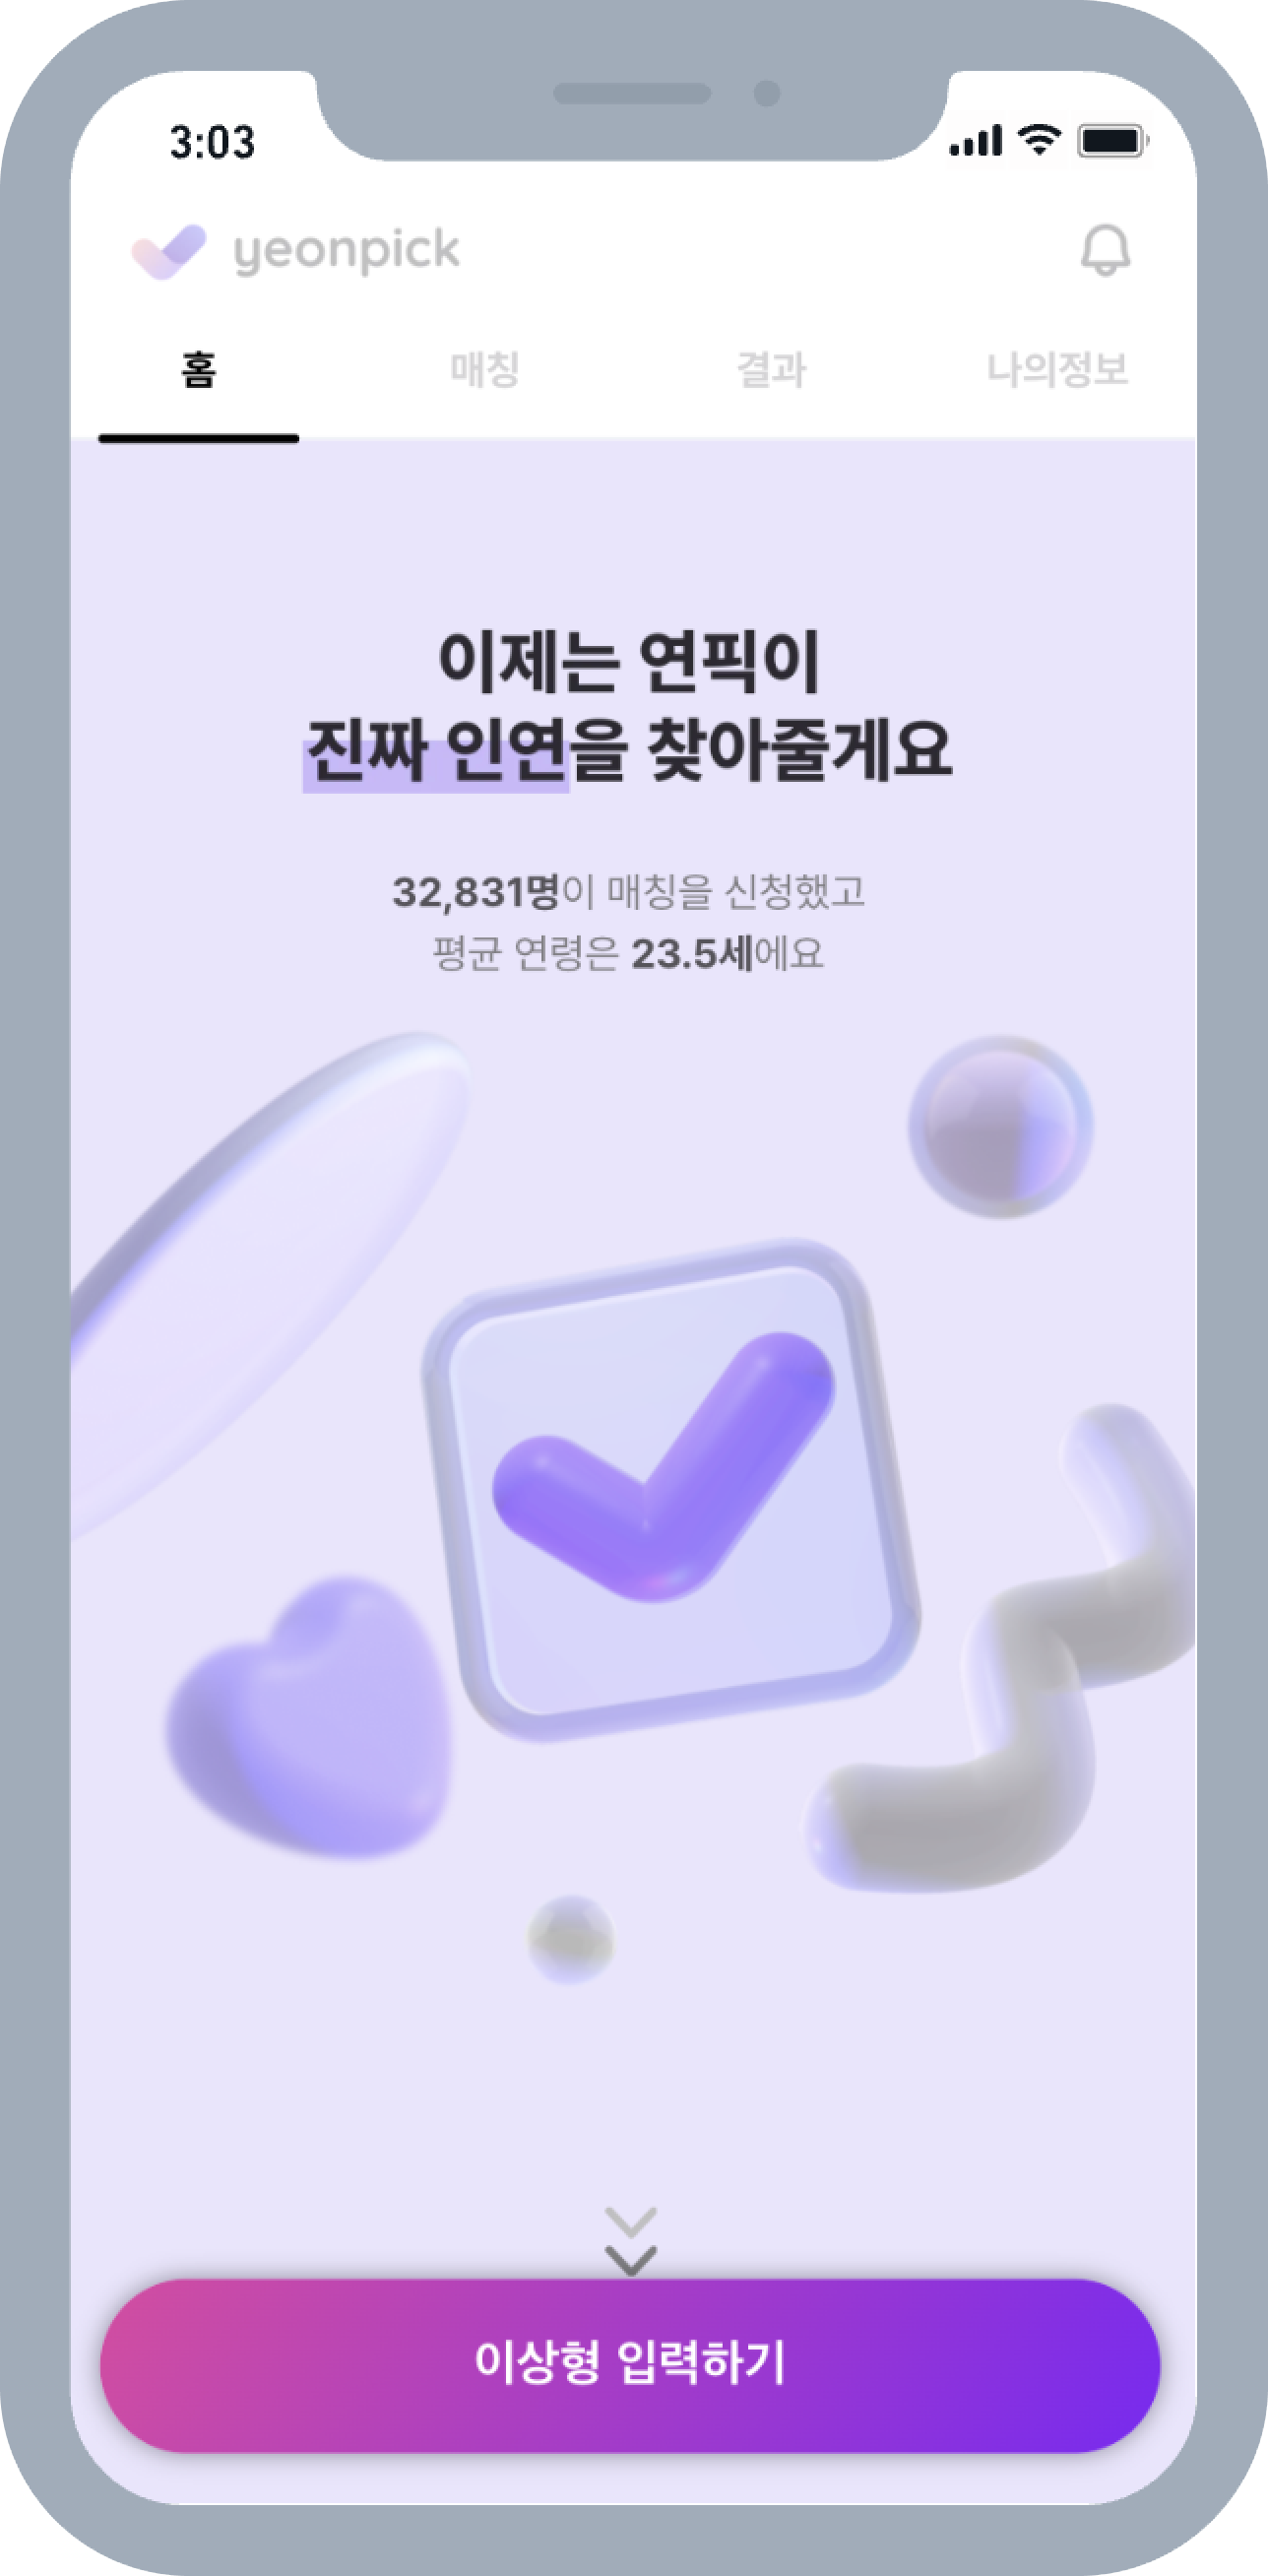 3:03
yeonpick
홈 매칭 결과 나의정보
이제는 연픽이
진짜 인연을 찾아줄게요
32,831명이 매칭을 신청했고
평균 연령은 23.5세에요
이상형 입력하기